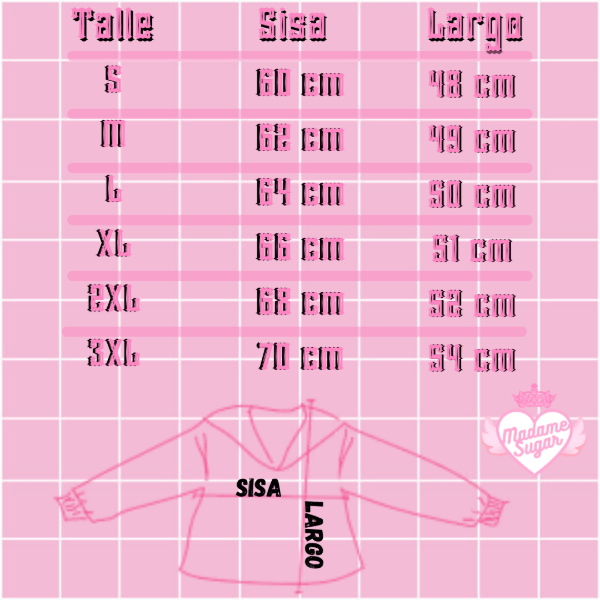 Talle Sisa Largo
S 60 cm 48 cm
M 62 cm 49 cm
L 64 cm 50 cm
XL 66 cm 51 cm
2XL 68 cm 52 cm
3XL 70 cm 54 cm
Madame
Sugar
SISA
LARGO